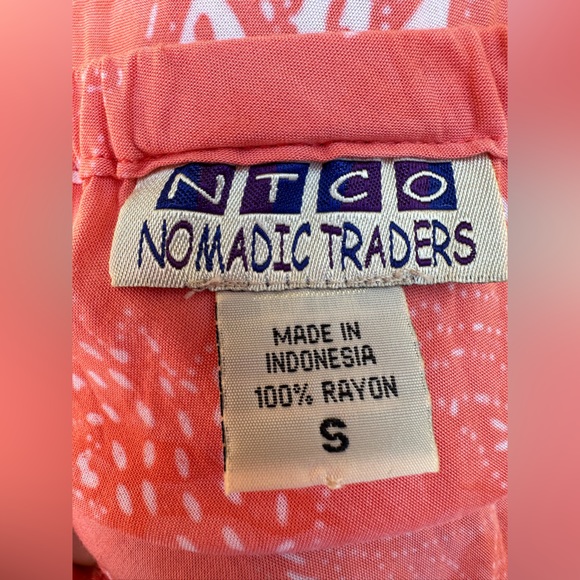 NTCO
NOMADIC TRADERS
MADE IN
INDONESIA
100% RAYON
S